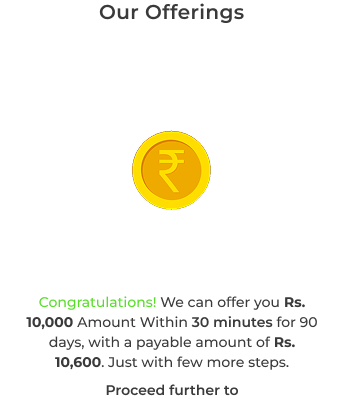 Our Offerings
₹
Congratulations! We can offer you Rs.
10,000 Amount Within 30 minutes for 90
days, with a payable amount of Rs.
10,600. Just with few more steps.
Proceed further to